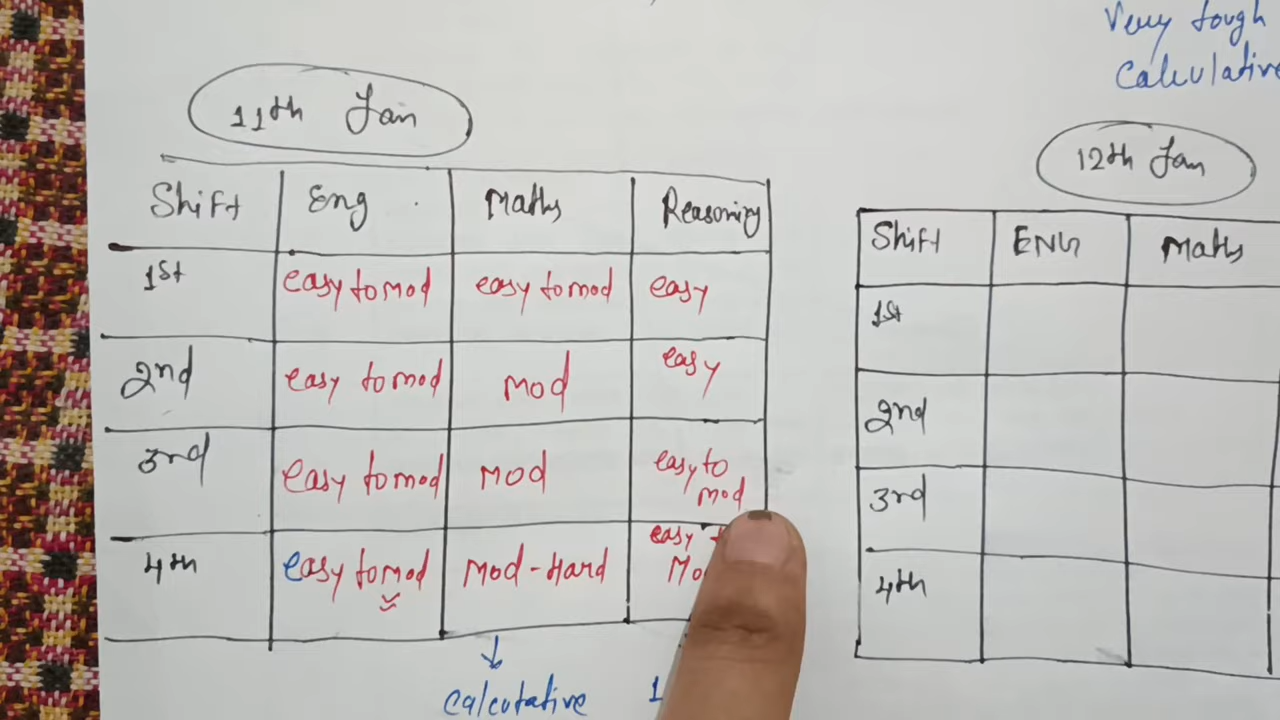 Very tough
Calculative
11th Jan
Shift Eng Maths Reasoning
1st easy to mod easy to mod easy
2nd easy to mod mod easy
3rd easy to mod mod easy to
mod
4th easy to mod Mod-Hard easy
calcutative
12th Jan
Shift ENG Maths
1st
2nd
3rd
4th